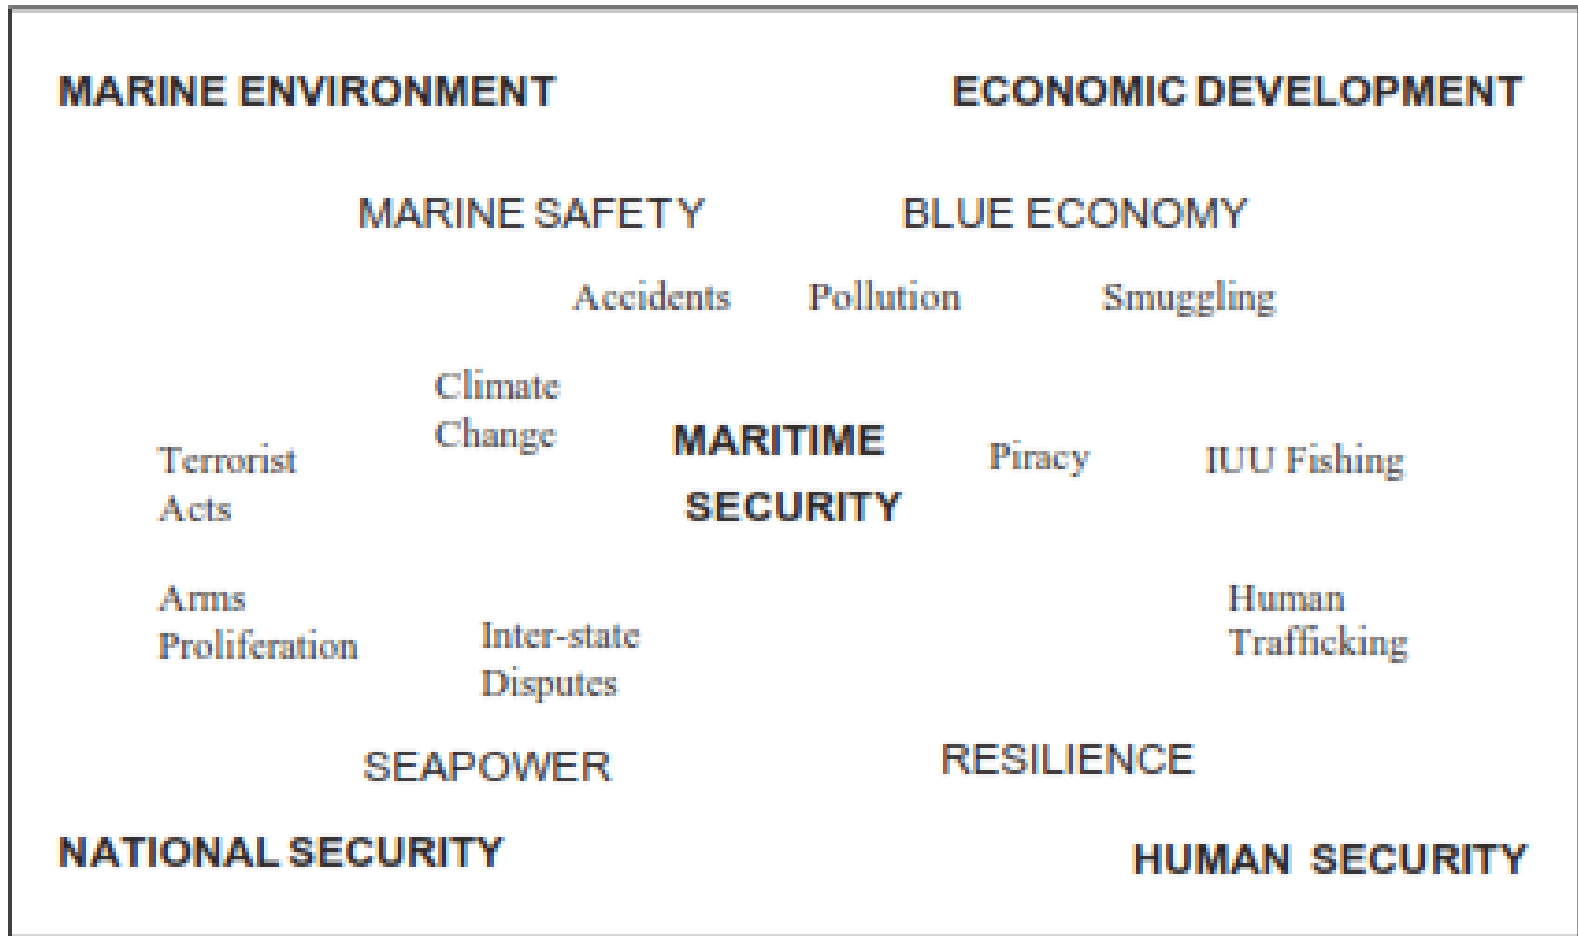 MARINE ENVIRONMENT
ECONOMIC DEVELOPMENT
MARINE SAFETY
BLUE ECONOMY
Accidents
Pollution
Smuggling
Climate
Change
Terrorist
Acts
MARITIME
SECURITY
Piracy
IUU Fishing
Arms
Proliferation
Inter-state
Disputes
Human
Trafficking
SEAPOWER
RESILIENCE
NATIONAL SECURITY
HUMAN SECURITY